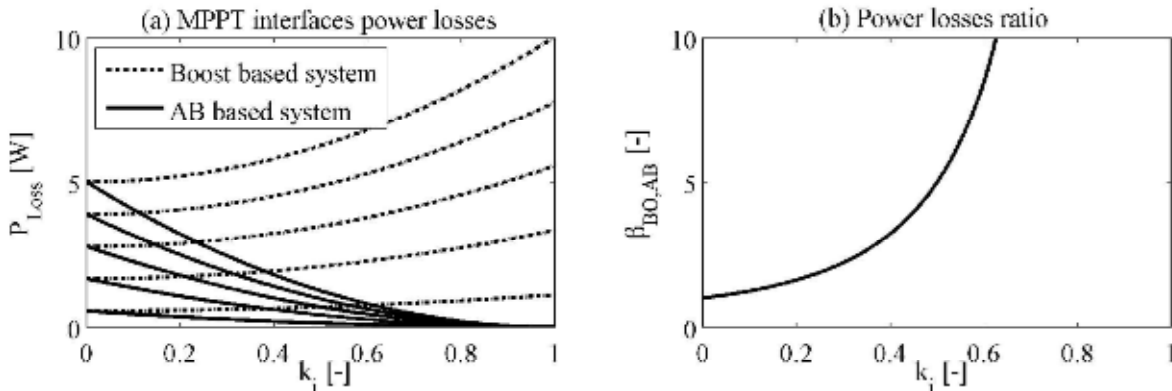 (a) MPPT interfaces power losses
10
5
0
P_Loss [W]
Boost based system
AB based system
0 0.2 0.4 0.6 0.8 1
k_i [-]
(b) Power losses ratio
10
5
0
β_BO,AB [-]
0 0.2 0.4 0.6 0.8 1
k_i [-]